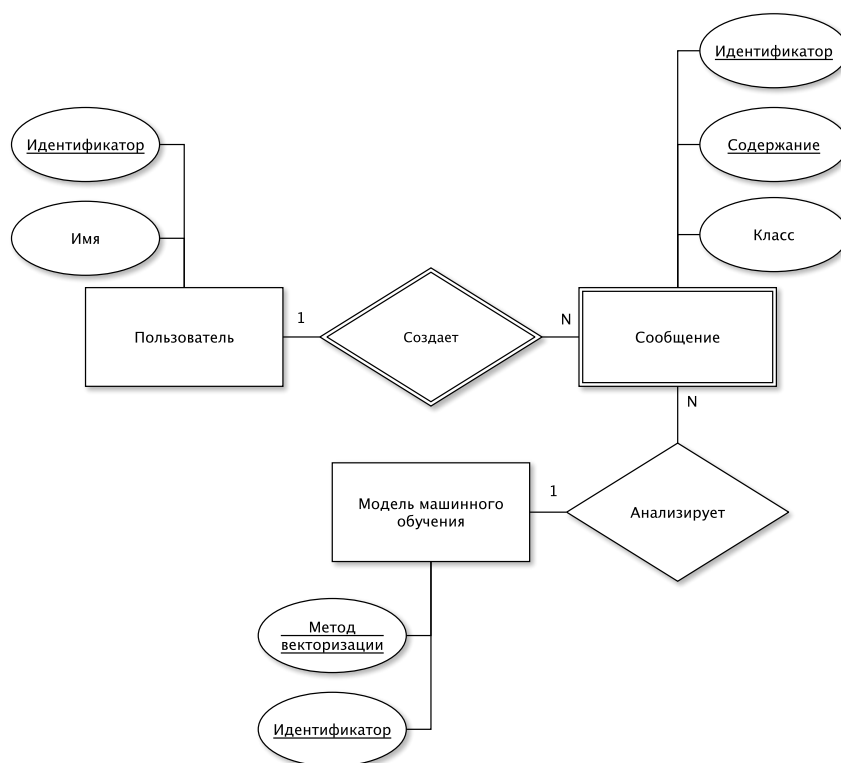 Идентификатор
Идентификатор
Содержание
Имя
Класс
Пользователь
1
Создает
N
Сообщение
N
Модель машинного
обучения
1
Анализирует
Метод
векторизации
Идентификатор